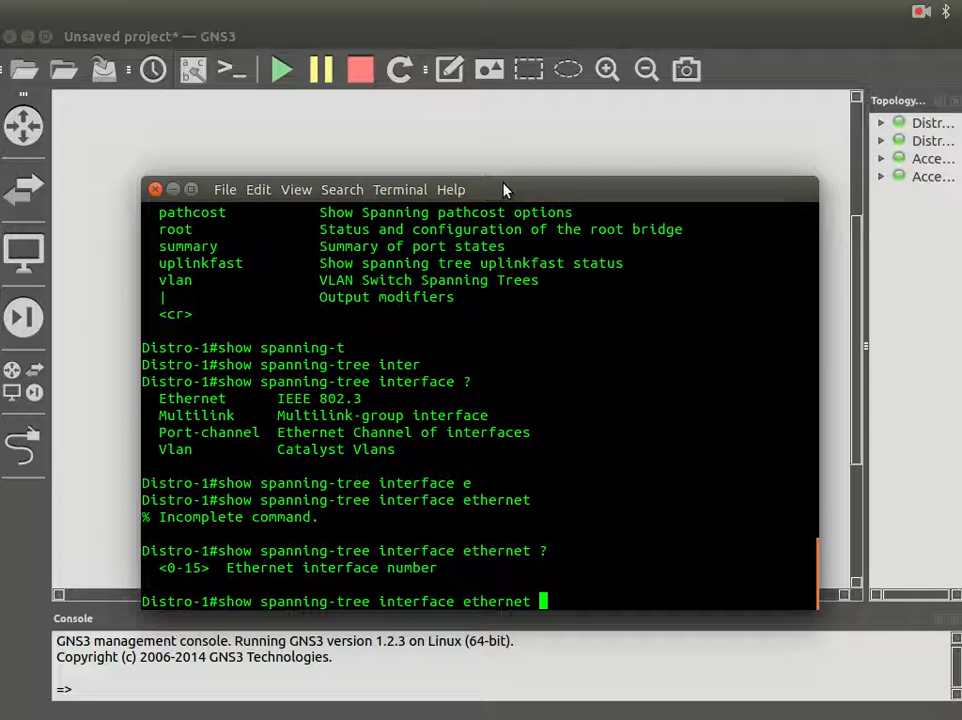 Unsaved project* — GNS3
Topology...
Distr...
Distr...
Acce...
Acce...
File Edit View Search Terminal Help
pathcost Show Spanning pathcost options
root Status and configuration of the root bridge
summary Summary of port states
uplinkfast Show spanning tree uplinkfast status
vlan VLAN Switch Spanning Trees
| Output modifiers
<cr>
Distro-1#show spanning-t
Distro-1#show spanning-tree inter
Distro-1#show spanning-tree interface ?
Ethernet IEEE 802.3
Multilink Multilink-group interface
Port-channel Ethernet Channel of interfaces
Vlan Catalyst Vlans
Distro-1#show spanning-tree interface e
Distro-1#show spanning-tree interface ethernet
% Incomplete command.
Distro-1#show spanning-tree interface ethernet ?
<0-15> Ethernet interface number
Distro-1#show spanning-tree interface ethernet
Console
GNS3 management console. Running GNS3 version 1.2.3 on Linux (64-bit).
Copyright (c) 2006-2014 GNS3 Technologies.
=>